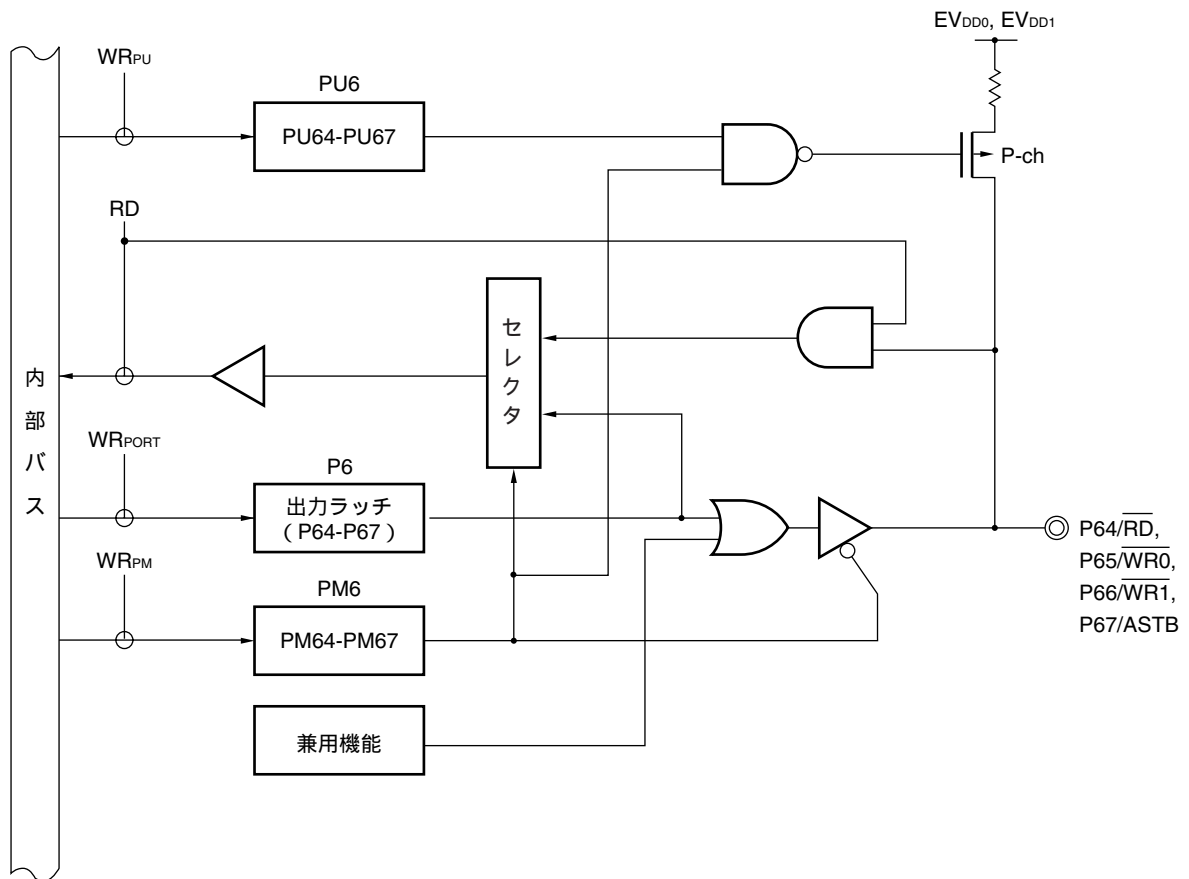 EVDD0, EVDD1
WRPU
PU6
PU64-PU67
P-ch
RD
セレクタ
内部バス
WRPORT
P6
出力ラッチ
(P64-P67)
P64/RD,
P65/WR0,
P66/WR1,
P67/ASTB
WRPM
PM6
PM64-PM67
兼用機能